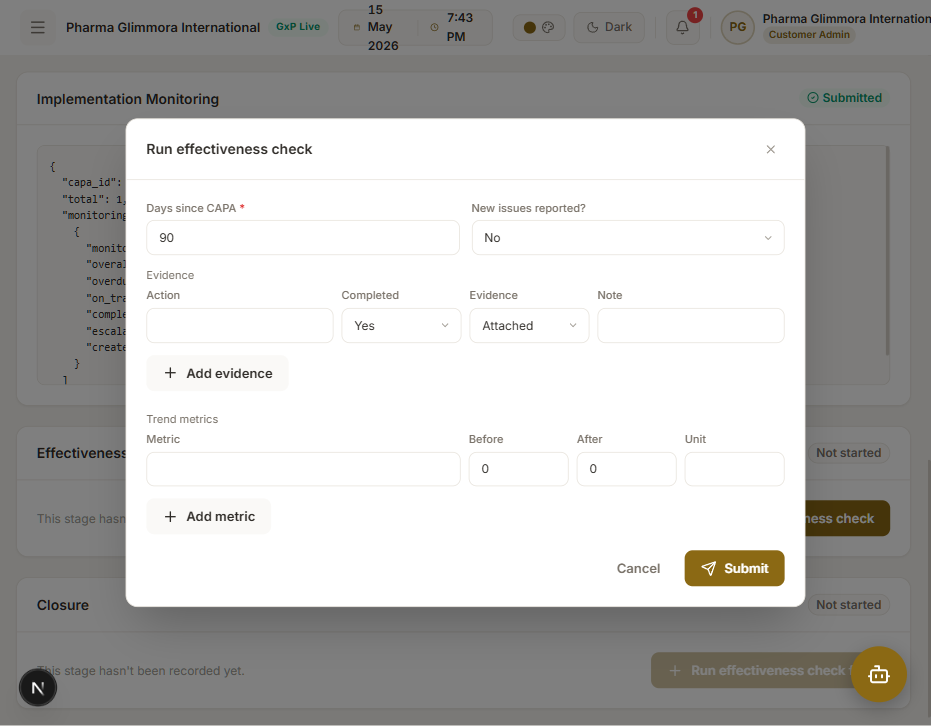 Pharma Glimmora International
GxP Live
15
May
2026
7:43
PM
Dark
1
PG
Pharma Glimmora Internation
Customer Admin
Implementation Monitoring
Submitted
{
"capa_id":
"total": 1,
"monitoring
{
"monito
"overal
"overdu
"on_tra
"comple
"escala
"create
}
]
Run effectiveness check
Days since CAPA *
New issues reported?
90
No
Evidence
Action
Completed
Evidence
Note
Yes
Attached
Add evidence
Trend metrics
Metric
Before
After
Unit
0
0
Add metric
Cancel
Submit
Effectiveness
Not started
This stage hasn'
ness check
Closure
Not started
This stage hasn't been recorded yet.
Run effectiveness check
N